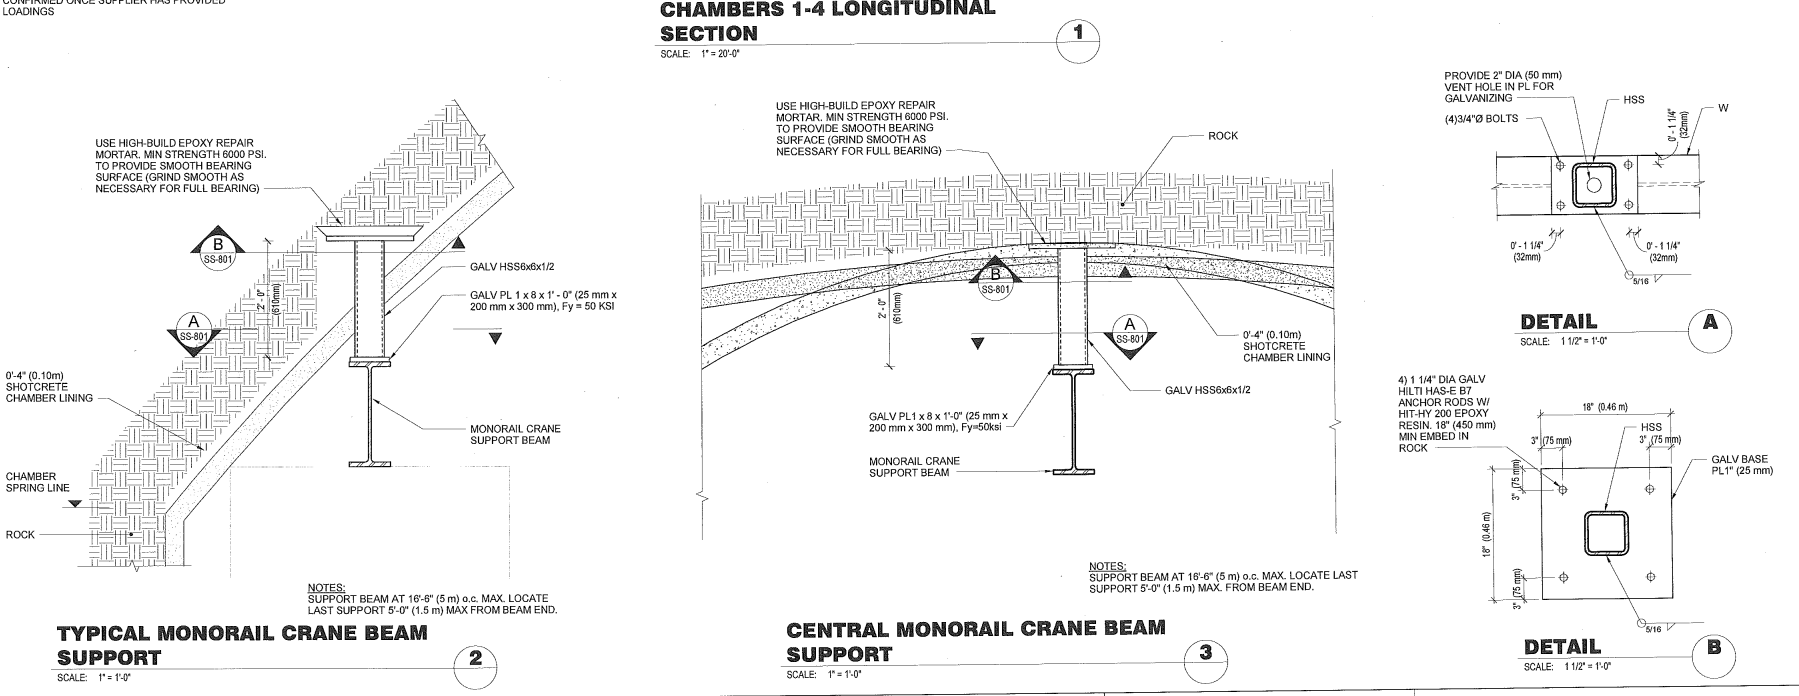 CONFIRMED ONCE SUPPLIER HAS PROVIDED
LOADINGS
CHAMBERS 1-4 LONGITUDINAL
SECTION
1
SCALE: 1" = 20'-0"
USE HIGH-BUILD EPOXY REPAIR
MORTAR. MIN STRENGTH 6000 PSI.
TO PROVIDE SMOOTH BEARING
SURFACE (GRIND SMOOTH AS
NECESSARY FOR FULL BEARING)
B
SS-801
2' - 0"
(610mm)
A
SS-801
GALV HSS6x6x1/2
GALV PL 1 x 8 x 1' - 0" (25 mm x
200 mm x 300 mm), Fy = 50 KSI
0'-4" (0.10m)
SHOTCRETE
CHAMBER LINING
MONORAIL CRANE
SUPPORT BEAM
CHAMBER
SPRING LINE
ROCK
NOTES:
SUPPORT BEAM AT 16'-6" (5 m) o.c. MAX. LOCATE
LAST SUPPORT 5'-0" (1.5 m) MAX FROM BEAM END.
TYPICAL MONORAIL CRANE BEAM
SUPPORT
2
SCALE: 1" = 1'-0"
USE HIGH-BUILD EPOXY REPAIR
MORTAR. MIN STRENGTH 6000 PSI.
TO PROVIDE SMOOTH BEARING
SURFACE (GRIND SMOOTH AS
NECESSARY FOR FULL BEARING)
ROCK
B
SS-801
2' - 0"
(610mm)
A
SS-801
0'-4" (0.10m)
SHOTCRETE
CHAMBER LINING
GALV HSS6x6x1/2
GALV PL1 x 8 x 1'-0" (25 mm x
200 mm x 300 mm), Fy=50ksi
MONORAIL CRANE
SUPPORT BEAM
NOTES:
SUPPORT BEAM AT 16'-6" (5 m) o.c. MAX. LOCATE LAST
SUPPORT 5'-0" (1.5 m) MAX. FROM BEAM END.
CENTRAL MONORAIL CRANE BEAM
SUPPORT
3
SCALE: 1" = 1'-0"
PROVIDE 2" DIA (50 mm)
VENT HOLE IN PL FOR
GALVANIZING
(4)3/4"Ø BOLTS
HSS
W
0' - 1 1/4"
(32mm)
0' - 1 1/4"
(32mm)
0' - 1 1/4"
(32mm)
5/16
DETAIL
A
SCALE: 1 1/2" = 1'-0"
4) 1 1/4" DIA GALV
HILTI HAS-E B7
ANCHOR RODS W/
HIT-HY 200 EPOXY
RESIN. 18" (450 mm)
MIN EMBED IN
ROCK
18" (0.46 m)
HSS
3" (75 mm)
3" (75 mm)
GALV BASE
PL1" (25 mm)
3" (75 mm)
18" (0.46 m)
3" (75 mm)
5/16
DETAIL
B
SCALE: 1 1/2" = 1'-0"